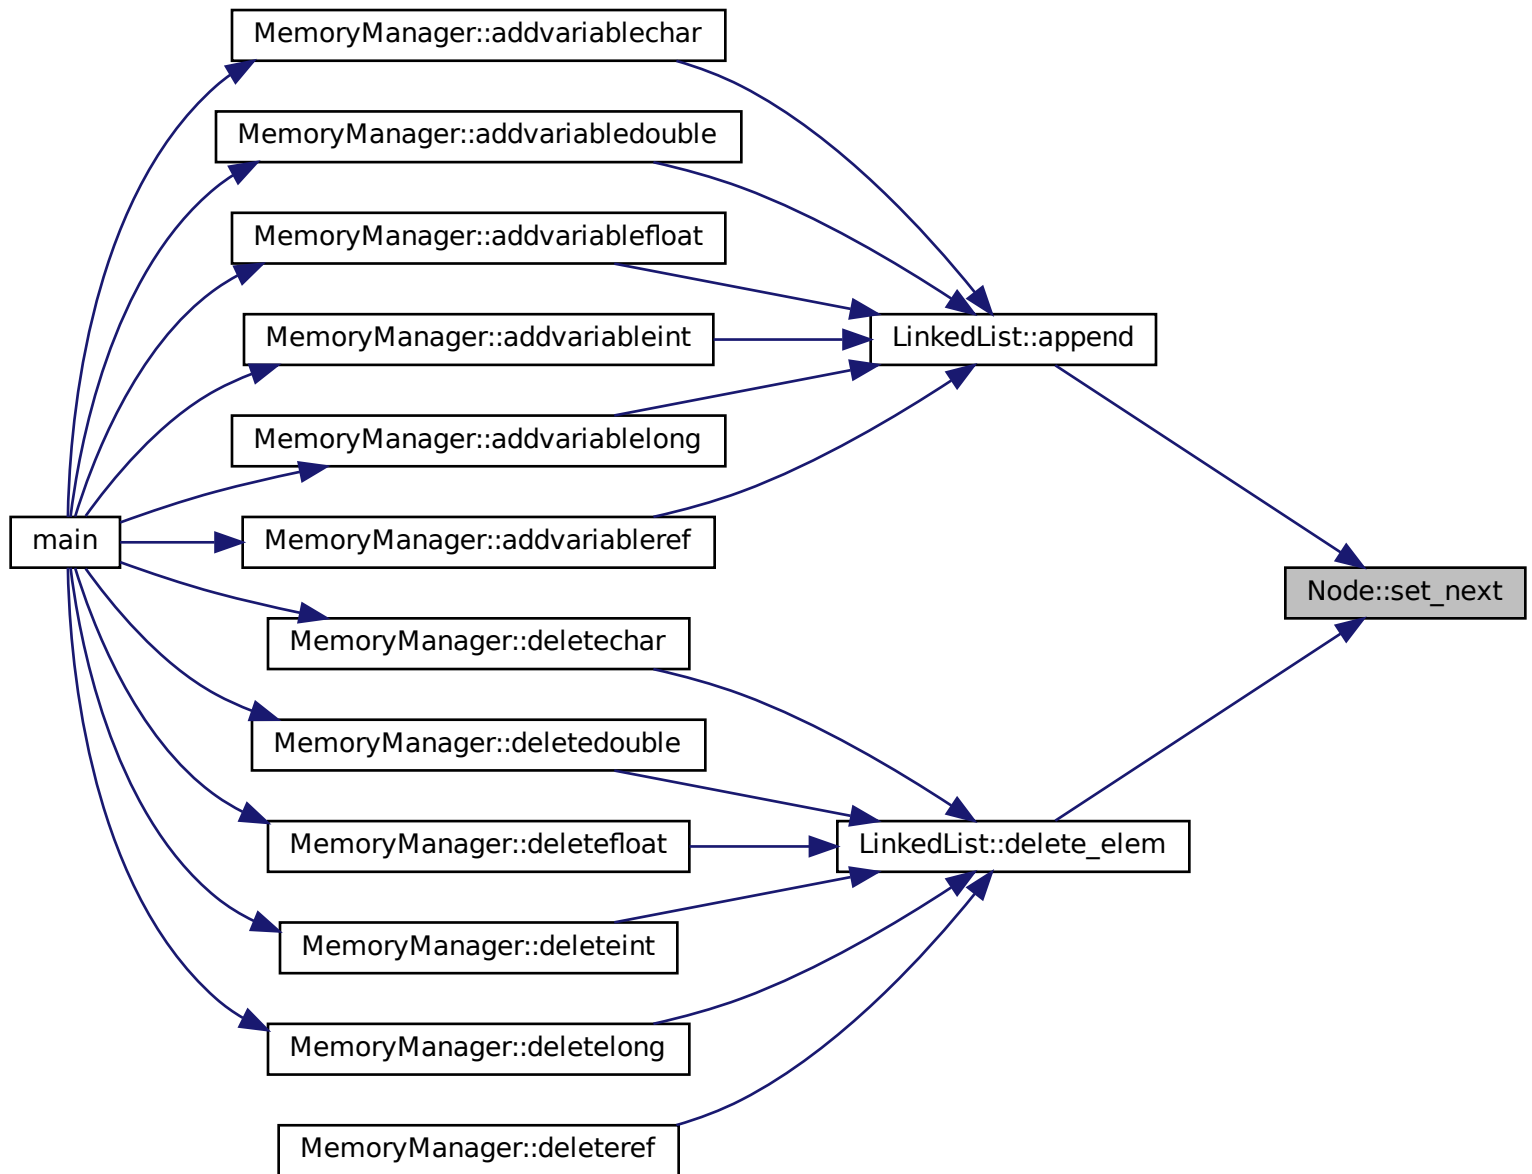 MemoryManager::addvariablechar
MemoryManager::addvariabledouble
MemoryManager::addvariablefloat
MemoryManager::addvariableint
LinkedList::append
MemoryManager::addvariablelong
main
MemoryManager::addvariableref
Node::set_next
MemoryManager::deletechar
MemoryManager::deletedouble
MemoryManager::deletefloat
LinkedList::delete_elem
MemoryManager::deleteint
MemoryManager::deletelong
MemoryManager::deleteref